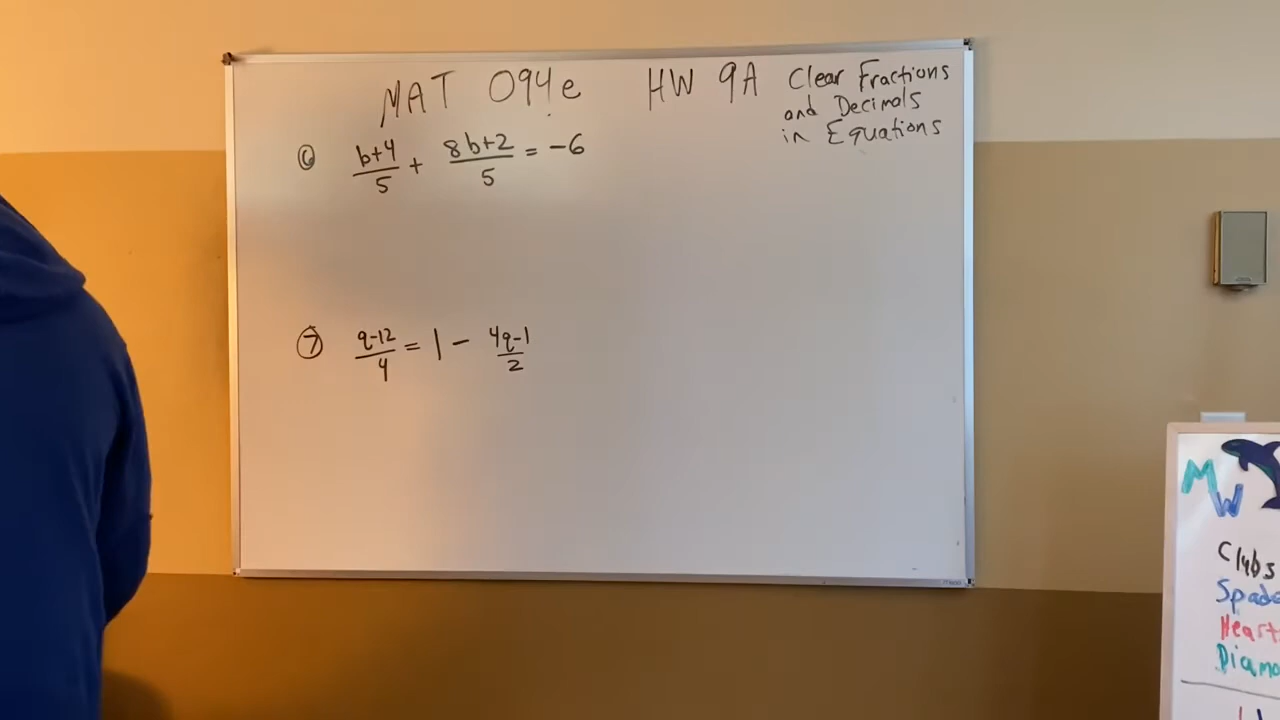 MAT 094e HW 9A Clear Fractions
and Decimals
in Equations
⑥ b+4/5 + 8b+2/5 = -6
⑦ q-12/4 = 1 - 4q-1/2
M
W
Clubs
Spade
Heart
Diamo